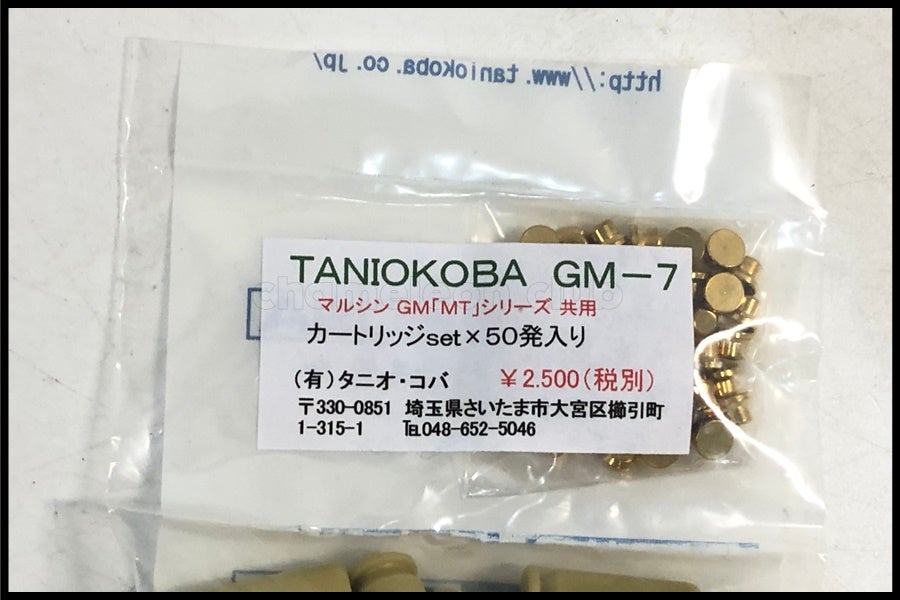 http://www.taniokoba.co.jp/
TANIOKOBA GM－7
マルシン GM「MT」シリーズ 共用
カートリッジset×50発入り
(有)タニオ・コバ ￥2.500(税別)
〒330-0851 埼玉県さいたま市大宮区櫛引町
1-315-1 ℡048-652-5046
chameleon club